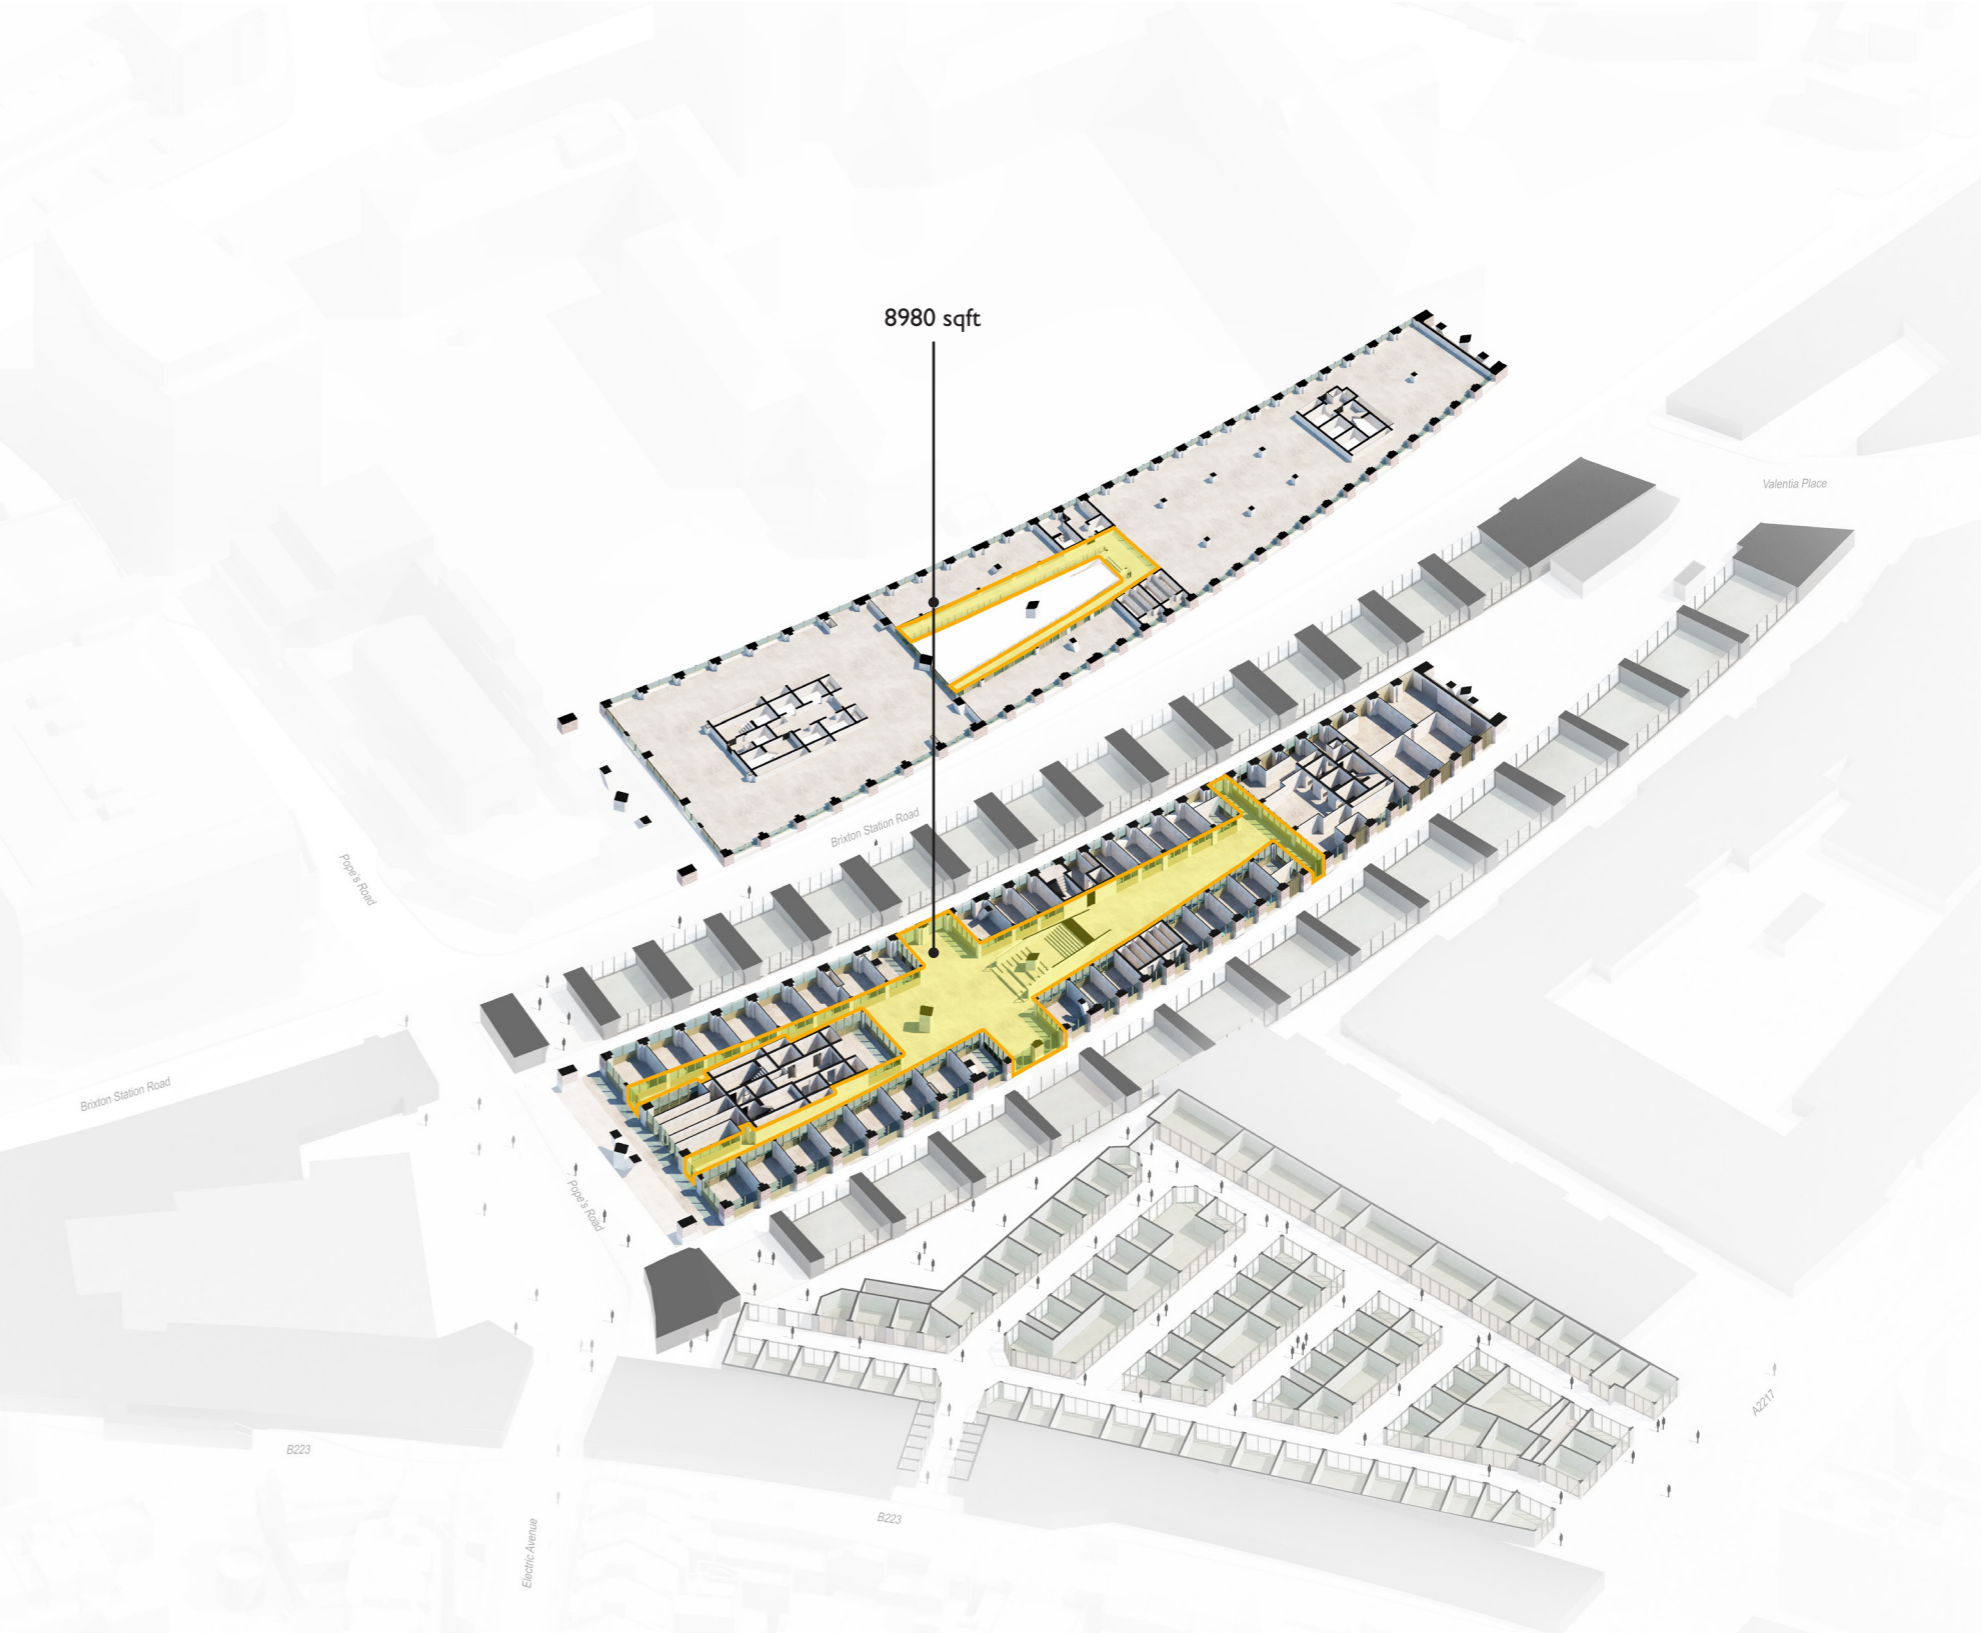 8980 sqft
Valentia Place
Brixton Station Road
Pope's Road
Brixton Station Road
Pope's Road
A2217
B223
B223
Electric Avenue